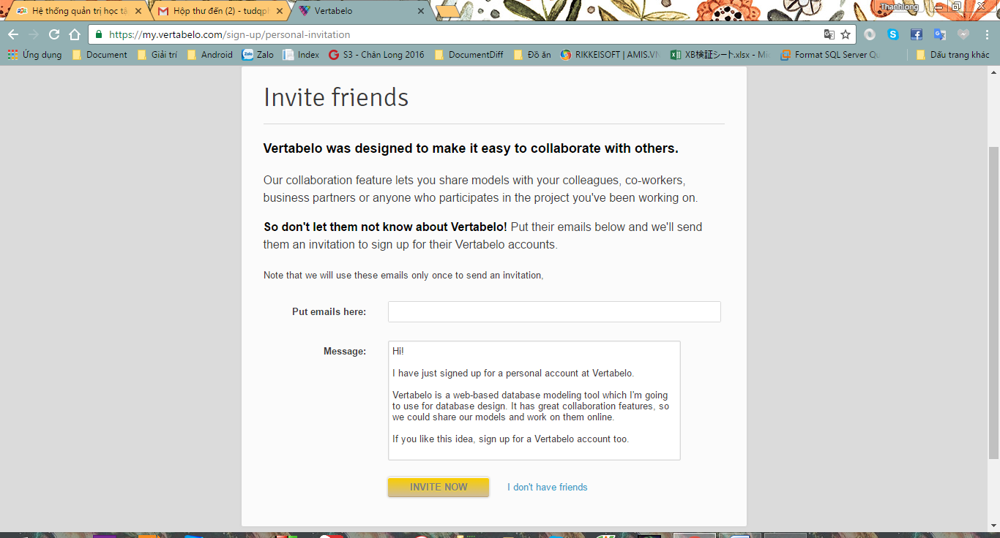 Hệ thống quản trị học tậ
Hộp thư đến (2) - tudqpl
Vertabelo
Thanhlong
https://my.vertabelo.com/sign-up/personal-invitation
Ứng dụng
Document
Giải trí
Android
Zalo
Index
S3 - Chân Long 2016
DocumentDiff
Đồ án
RIKKEISOFT | AMIS.VN
XB検証シート.xlsx - Mi
Format SQL Server Qu
Dấu trang khác
Invite friends
Vertabelo was designed to make it easy to collaborate with others.
Our collaboration feature lets you share models with your colleagues, co-workers,
business partners or anyone who participates in the project you've been working on.
So don't let them not know about Vertabelo! Put their emails below and we'll send
them an invitation to sign up for their Vertabelo accounts.
Note that we will use these emails only once to send an invitation,
Put emails here:
Message:
Hi!
I have just signed up for a personal account at Vertabelo.
Vertabelo is a web-based database modeling tool which I'm going
to use for database design. It has great collaboration features, so
we could share our models and work on them online.
If you like this idea, sign up for a Vertabelo account too.
INVITE NOW
I don't have friends